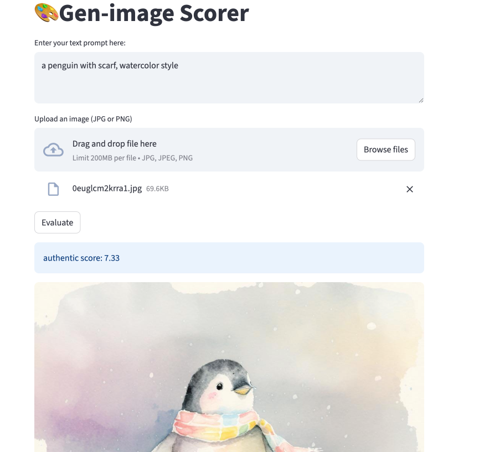 🎨Gen-image Scorer
Enter your text prompt here:
a penguin with scarf, watercolor style
Upload an image (JPG or PNG)
Drag and drop file here
Limit 200MB per file • JPG, JPEG, PNG
Browse files
0euglcm2krra1.jpg 69.6KB
Evaluate
authentic score: 7.33